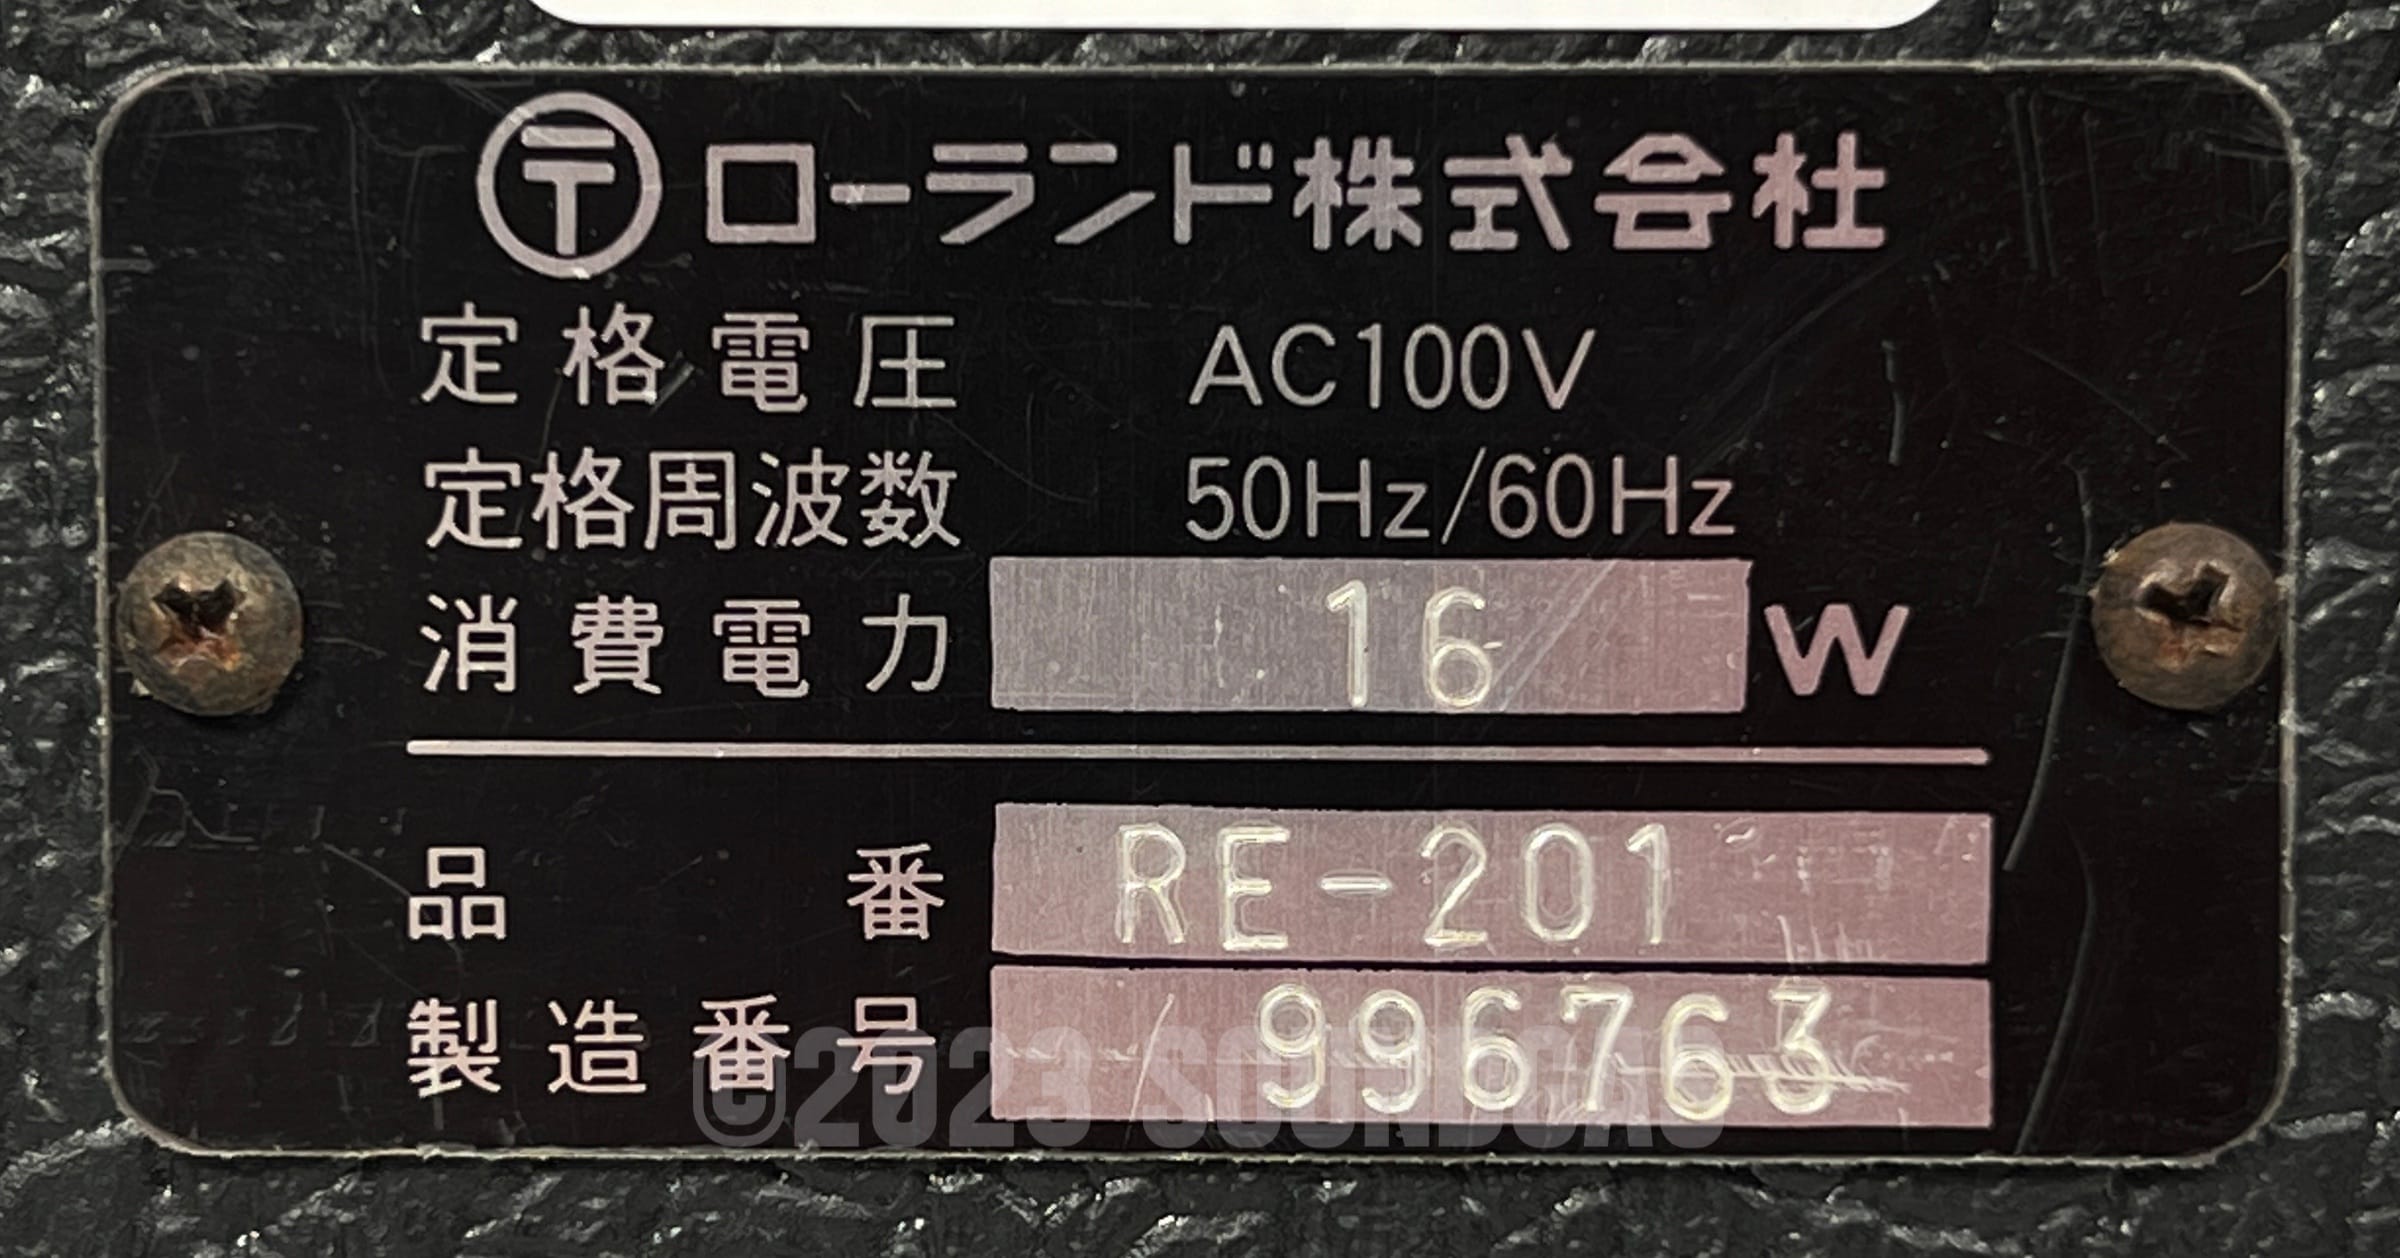 〒 ローランド株式会社
定格電圧 AC100V
定格周波数 50Hz/60Hz
消費電力 16 W
品番 RE-201
製造番号 996763
©2023 SOUNDGAS